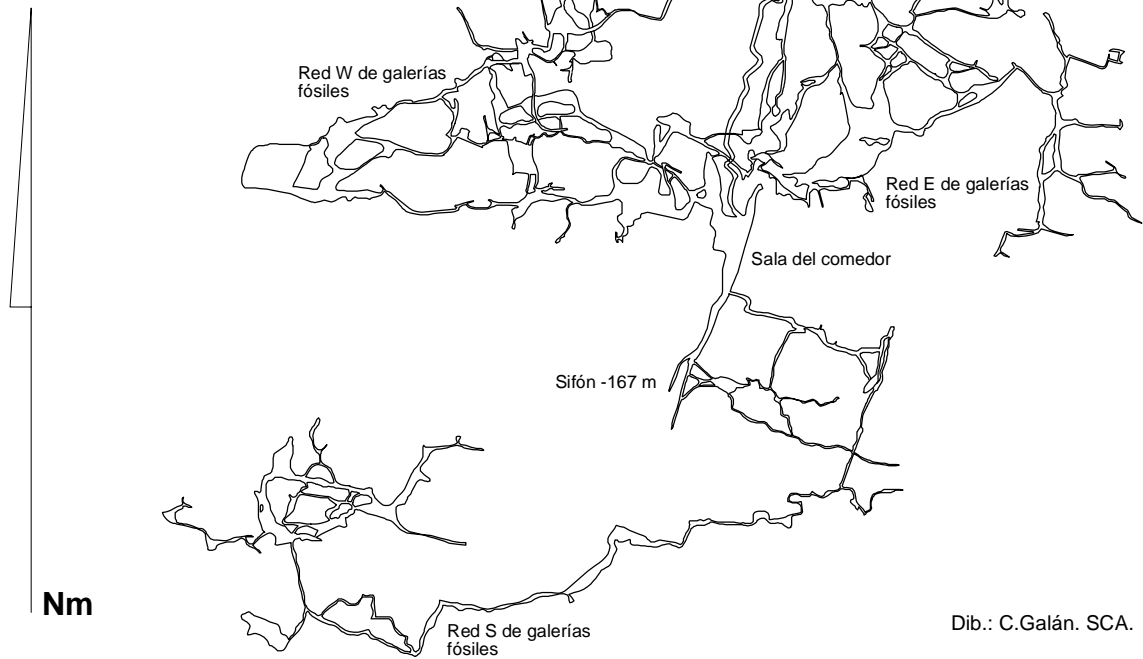 Red W de galerías
fósiles
Red E de galerías
fósiles
Sala del comedor
Sifón -167 m
Nm
Red S de galerías
fósiles
Dib.: C.Galán. SCA.